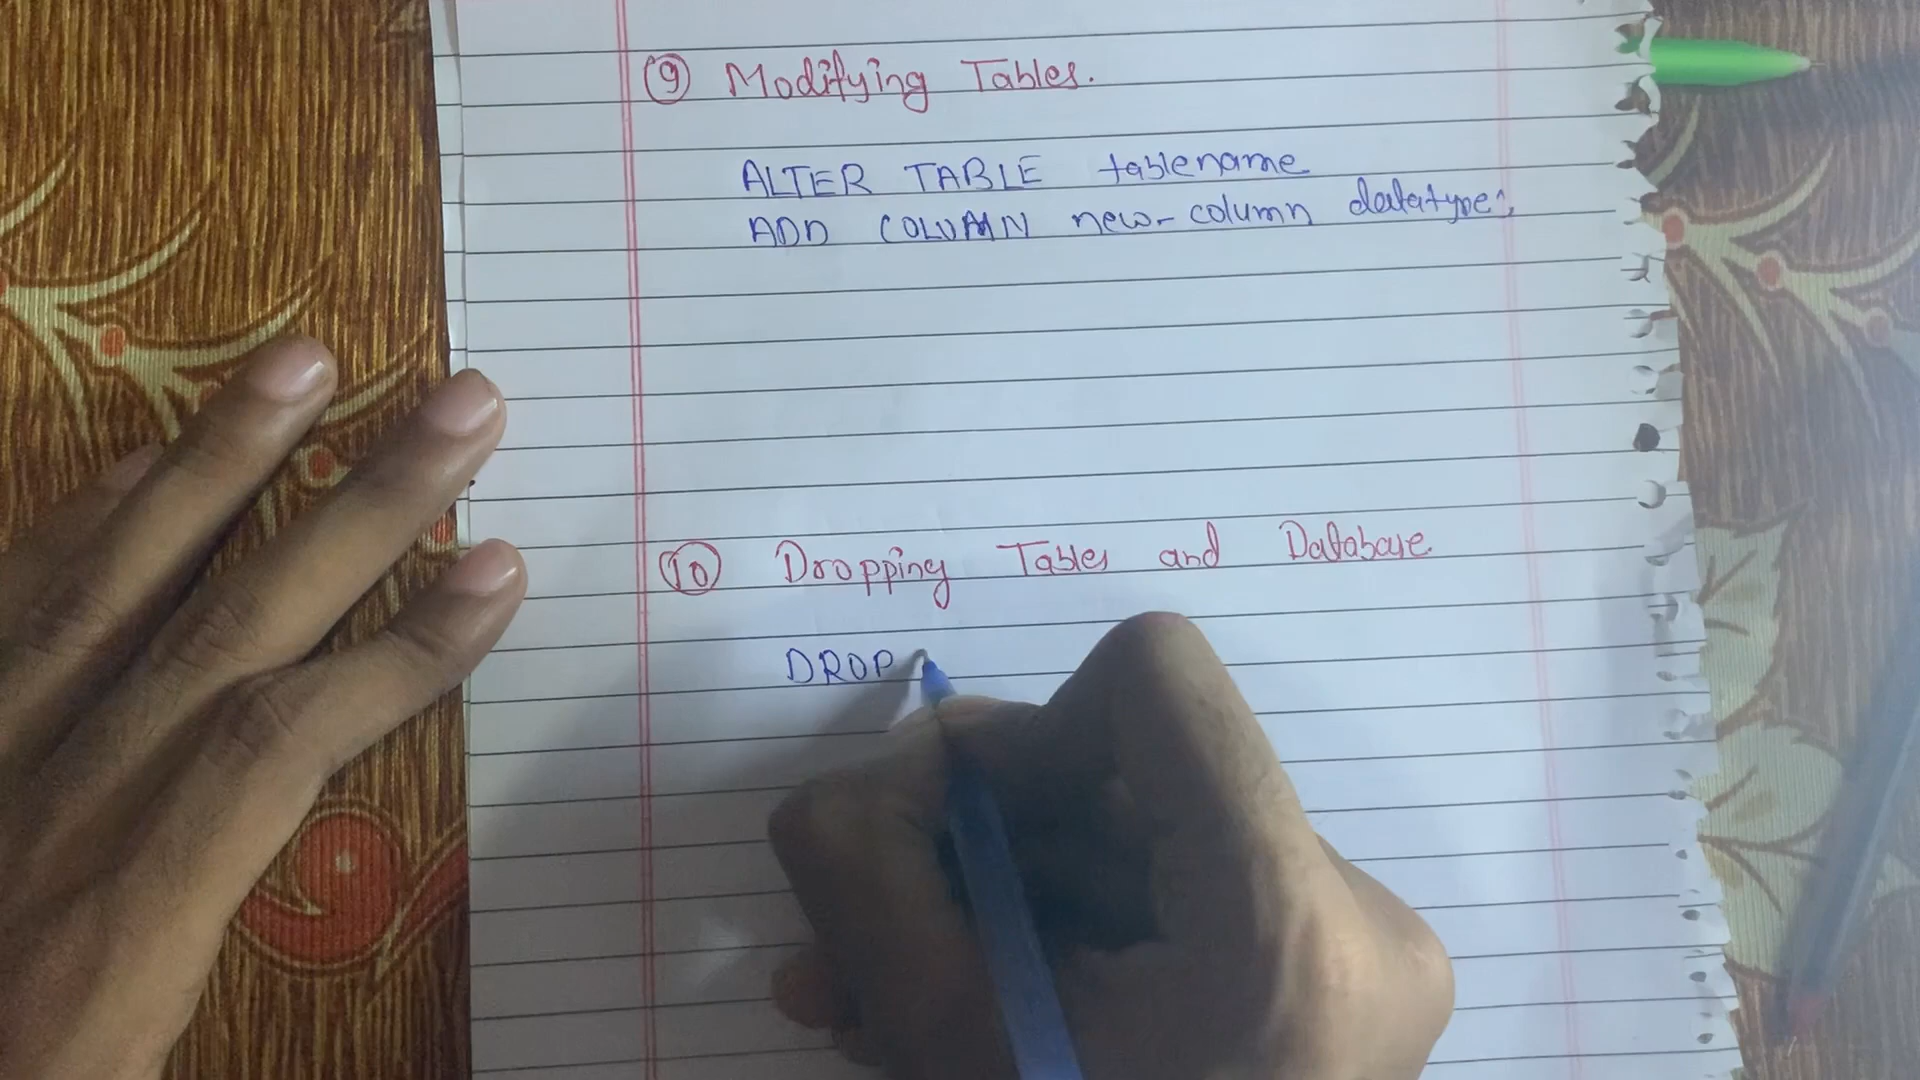 (9) Modifying Tables.
ALTER TABLE tablename
ADD COLUMN new-column datatype;
(10) Dropping Tables and Database
DROP